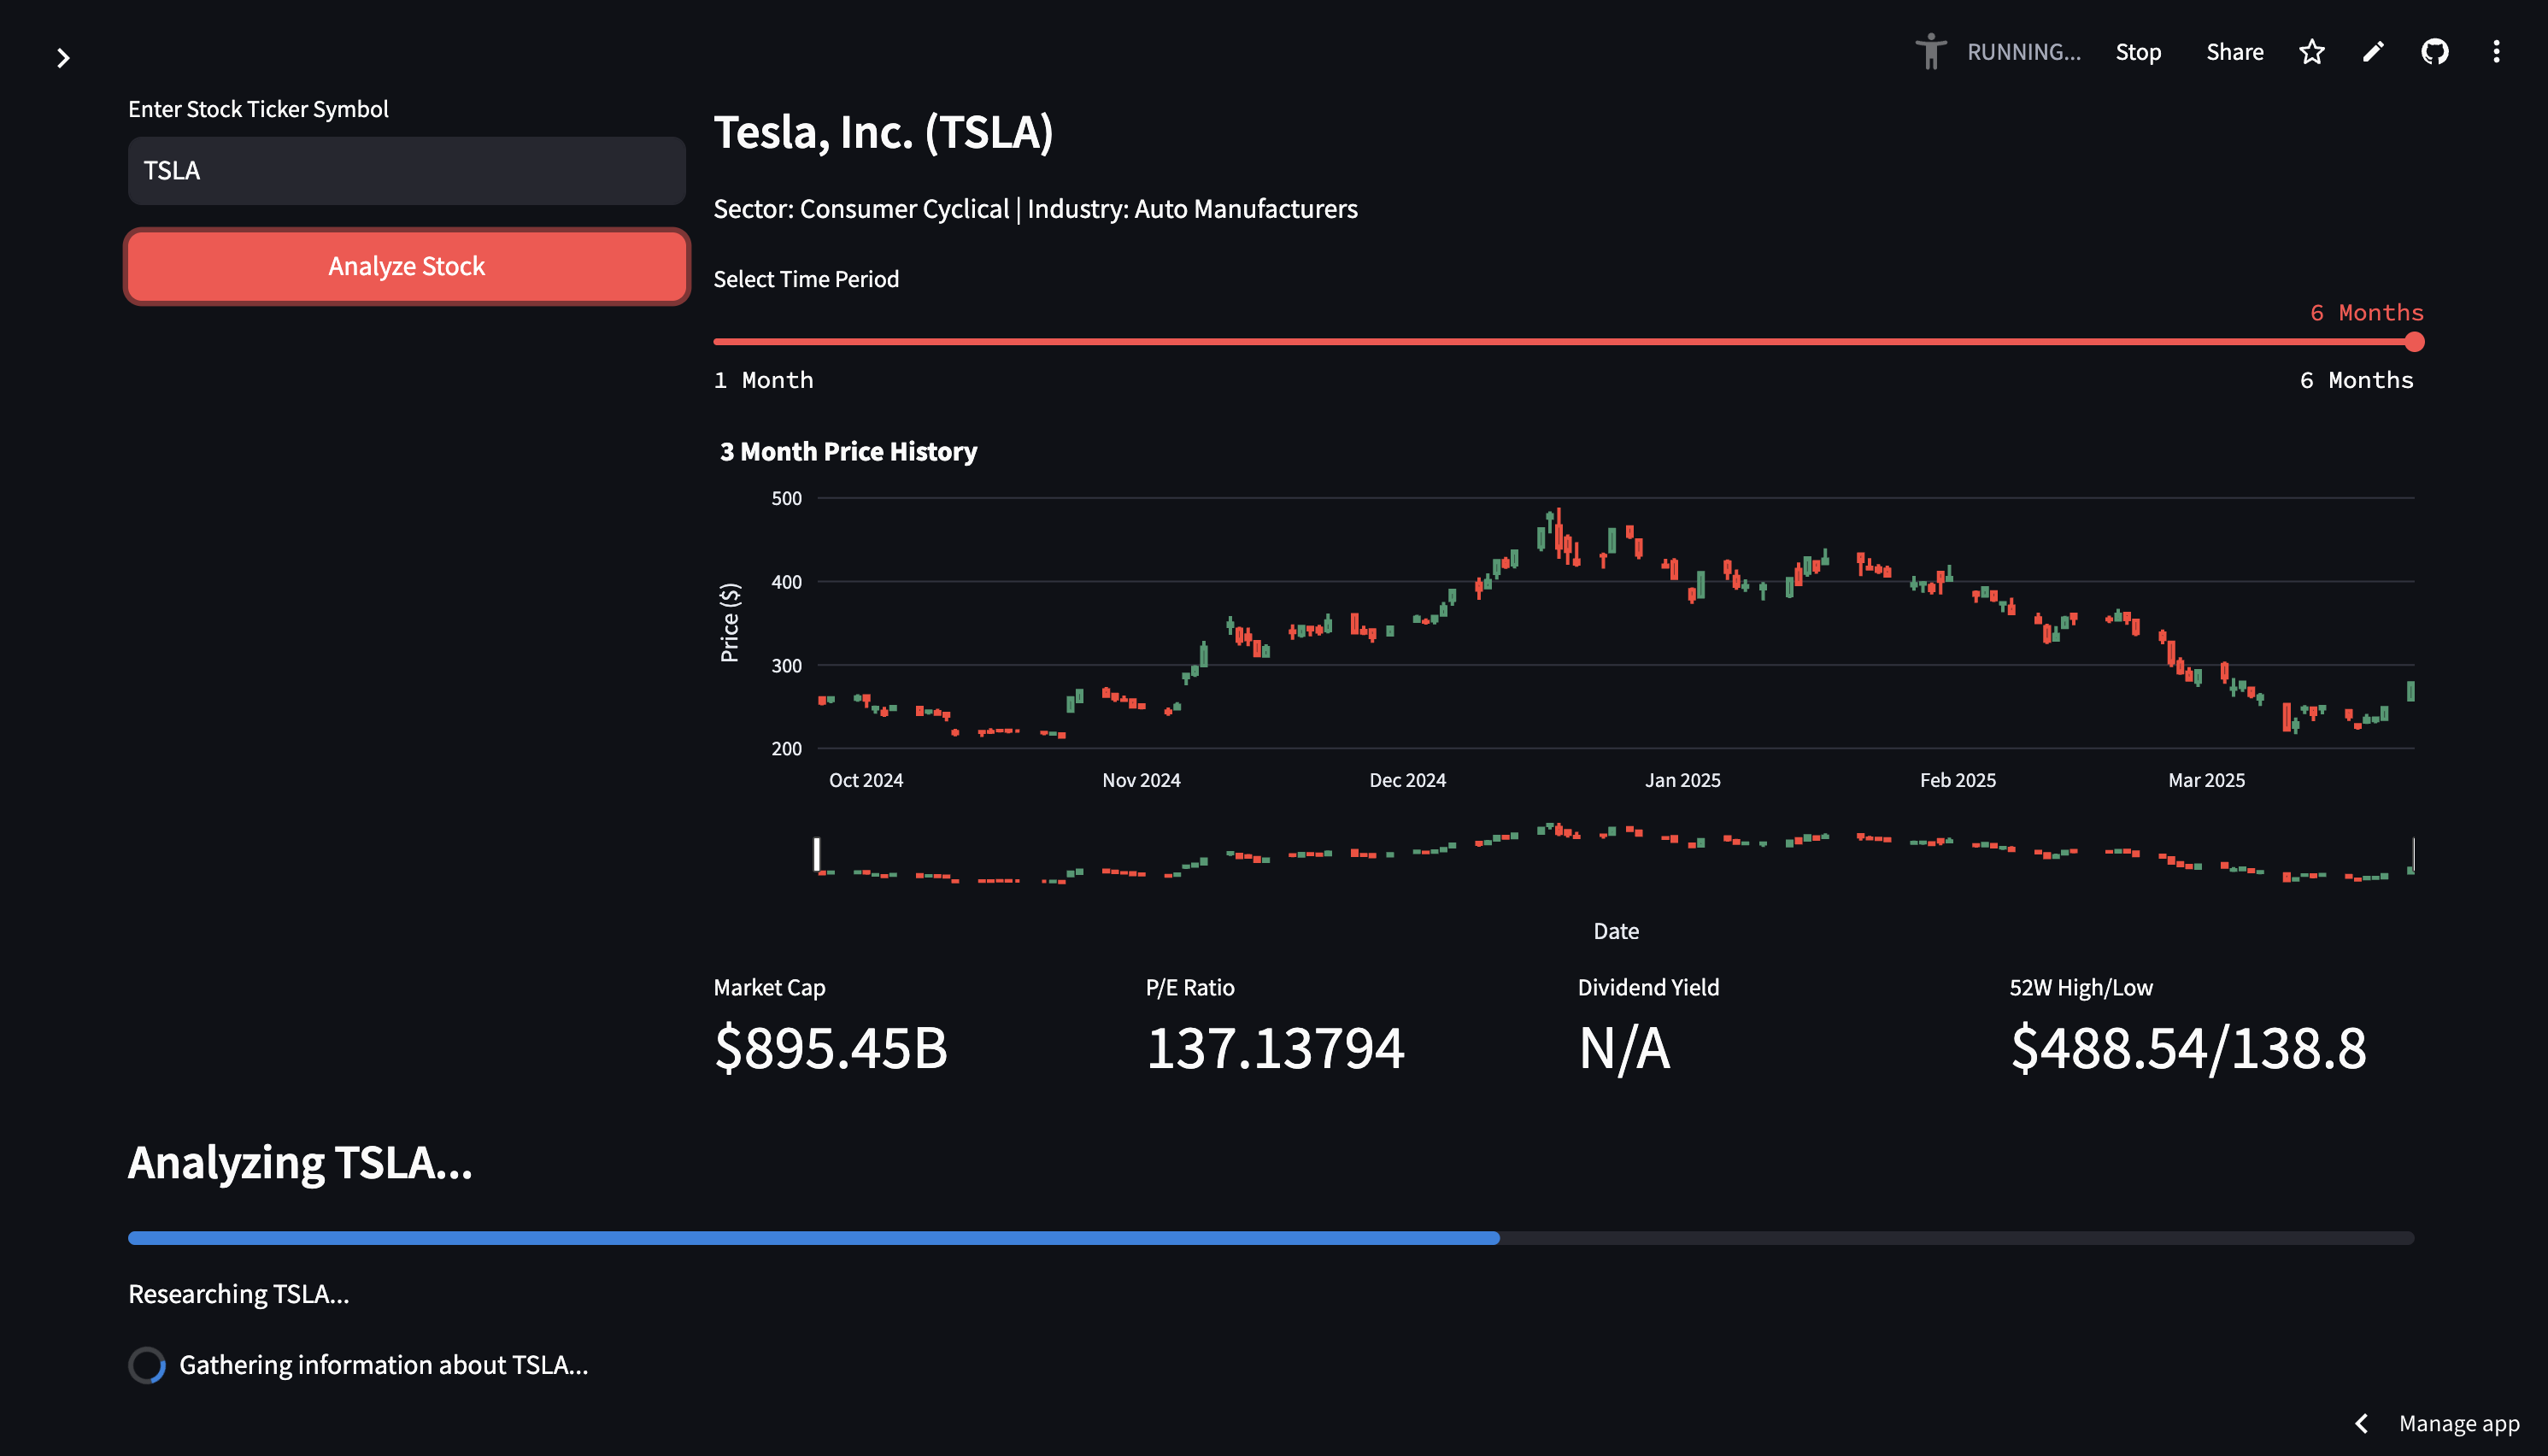 RUNNING...
Stop
Share
Enter Stock Ticker Symbol
TSLA
Analyze Stock
Tesla, Inc. (TSLA)
Sector: Consumer Cyclical | Industry: Auto Manufacturers
Select Time Period
6 Months
1 Month
6 Months
3 Month Price History
Price ($)
500
400
300
200
Oct 2024
Nov 2024
Dec 2024
Jan 2025
Feb 2025
Mar 2025
Date
Market Cap
$895.45B
P/E Ratio
137.13794
Dividend Yield
N/A
52W High/Low
$488.54/138.8
Analyzing TSLA...
Researching TSLA...
Gathering information about TSLA...
Manage app